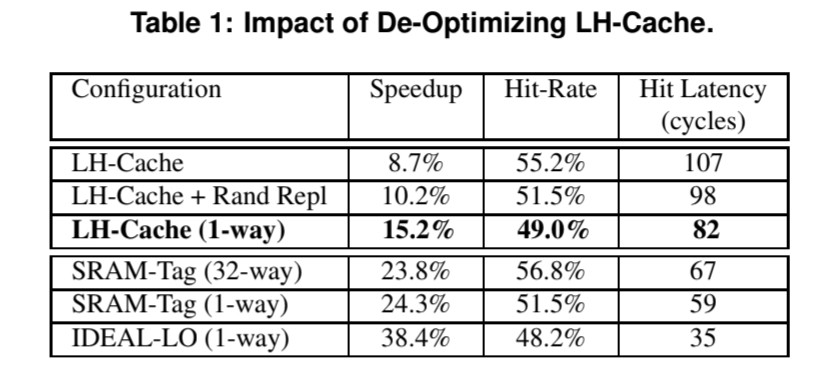 Table 1: Impact of De-Optimizing LH-Cache.
Configuration Speedup Hit-Rate Hit Latency
(cycles)
LH-Cache 8.7% 55.2% 107
LH-Cache + Rand Repl 10.2% 51.5% 98
LH-Cache (1-way) 15.2% 49.0% 82
SRAM-Tag (32-way) 23.8% 56.8% 67
SRAM-Tag (1-way) 24.3% 51.5% 59
IDEAL-LO (1-way) 38.4% 48.2% 35